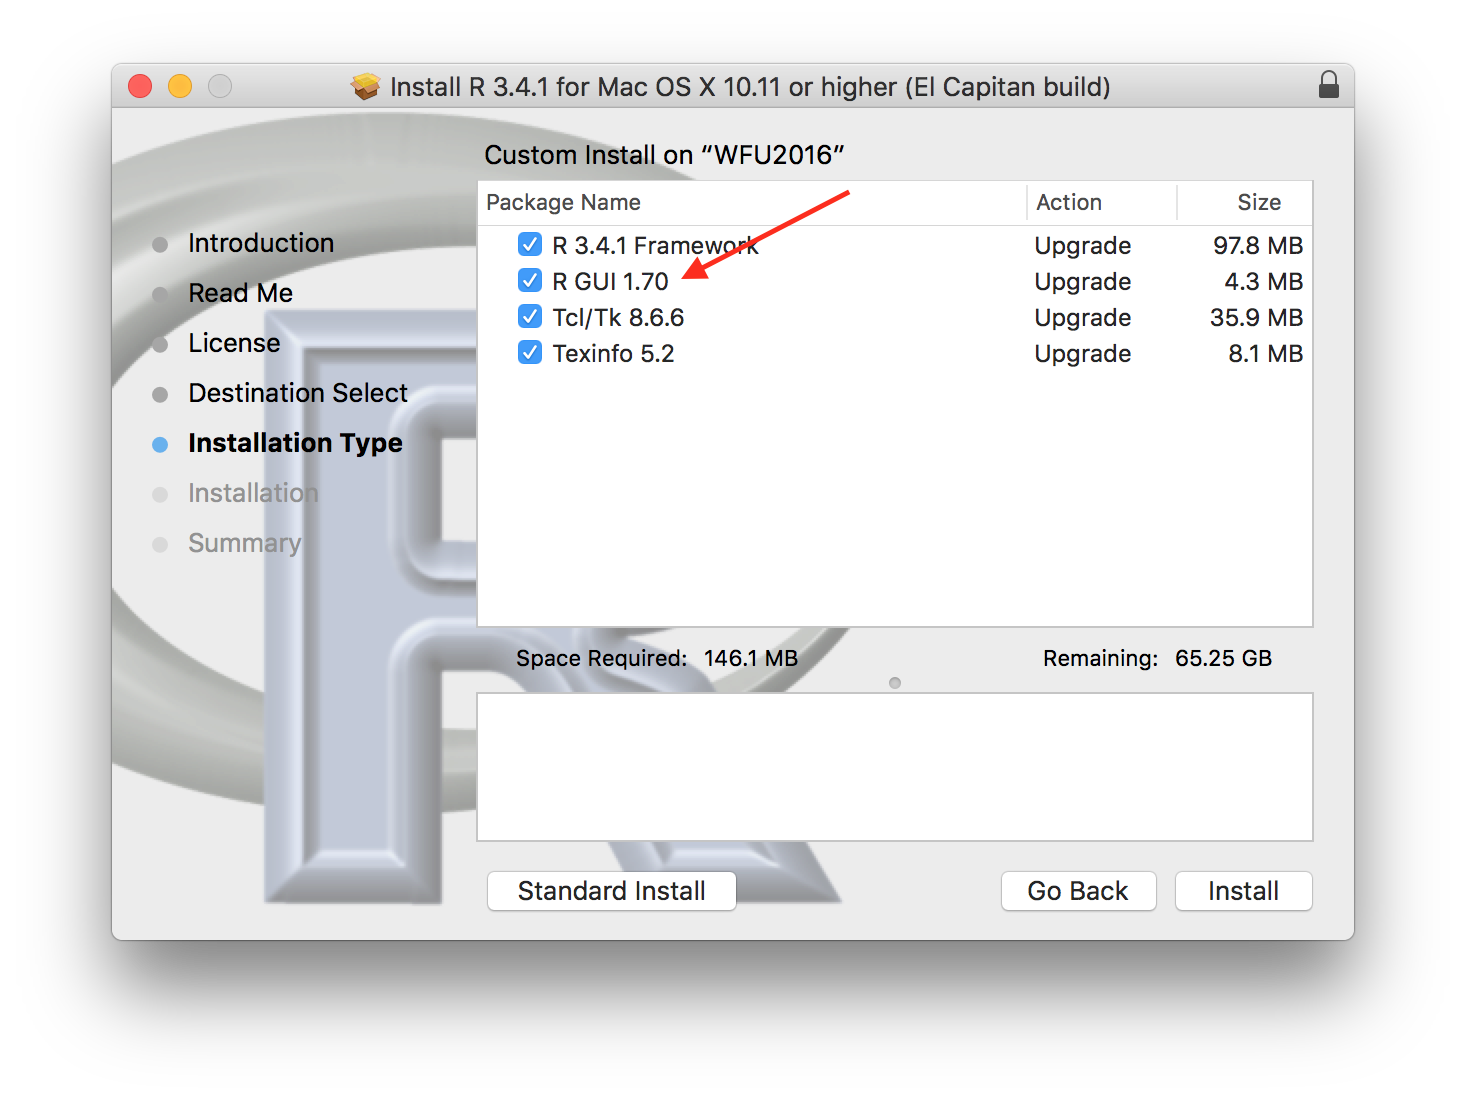 Install R 3.4.1 for Mac OS X 10.11 or higher (El Capitan build)
Custom Install on “WFU2016”
Introduction
Read Me
License
Destination Select
Installation Type
Installation
Summary
Package Name Action Size
R 3.4.1 Framework Upgrade 97.8 MB
R GUI 1.70 Upgrade 4.3 MB
Tcl/Tk 8.6.6 Upgrade 35.9 MB
Texinfo 5.2 Upgrade 8.1 MB
Space Required: 146.1 MB Remaining: 65.25 GB
Standard Install Go Back Install
R